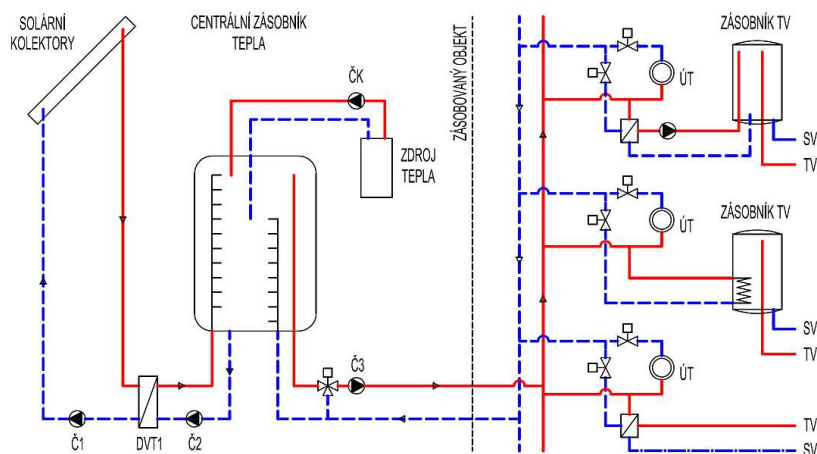 SOLÁRNÍ
KOLEKTORY
CENTRÁLNÍ ZÁSOBNÍK
TEPLA
ČK
ZDROJ
TEPLA
ZÁSOBOVANÝ OBJEKT
Č1
DVT1
Č2
Č3
ZÁSOBNÍK TV
ÚT
SV
TV
ZÁSOBNÍK TV
ÚT
SV
TV
ÚT
TV
SV